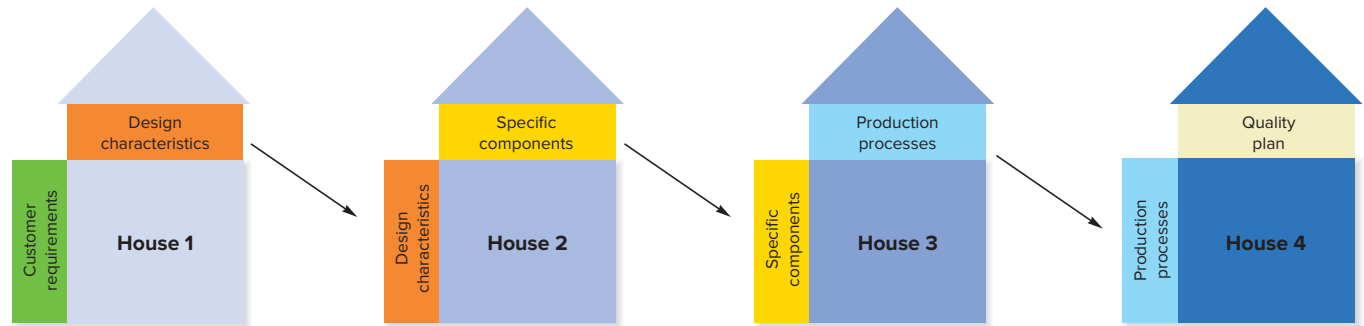 Design
characteristics
Customer
requirements
House 1
Specific
components
Design
characteristics
House 2
Production
processes
Specific
components
House 3
Quality
plan
Production
processes
House 4